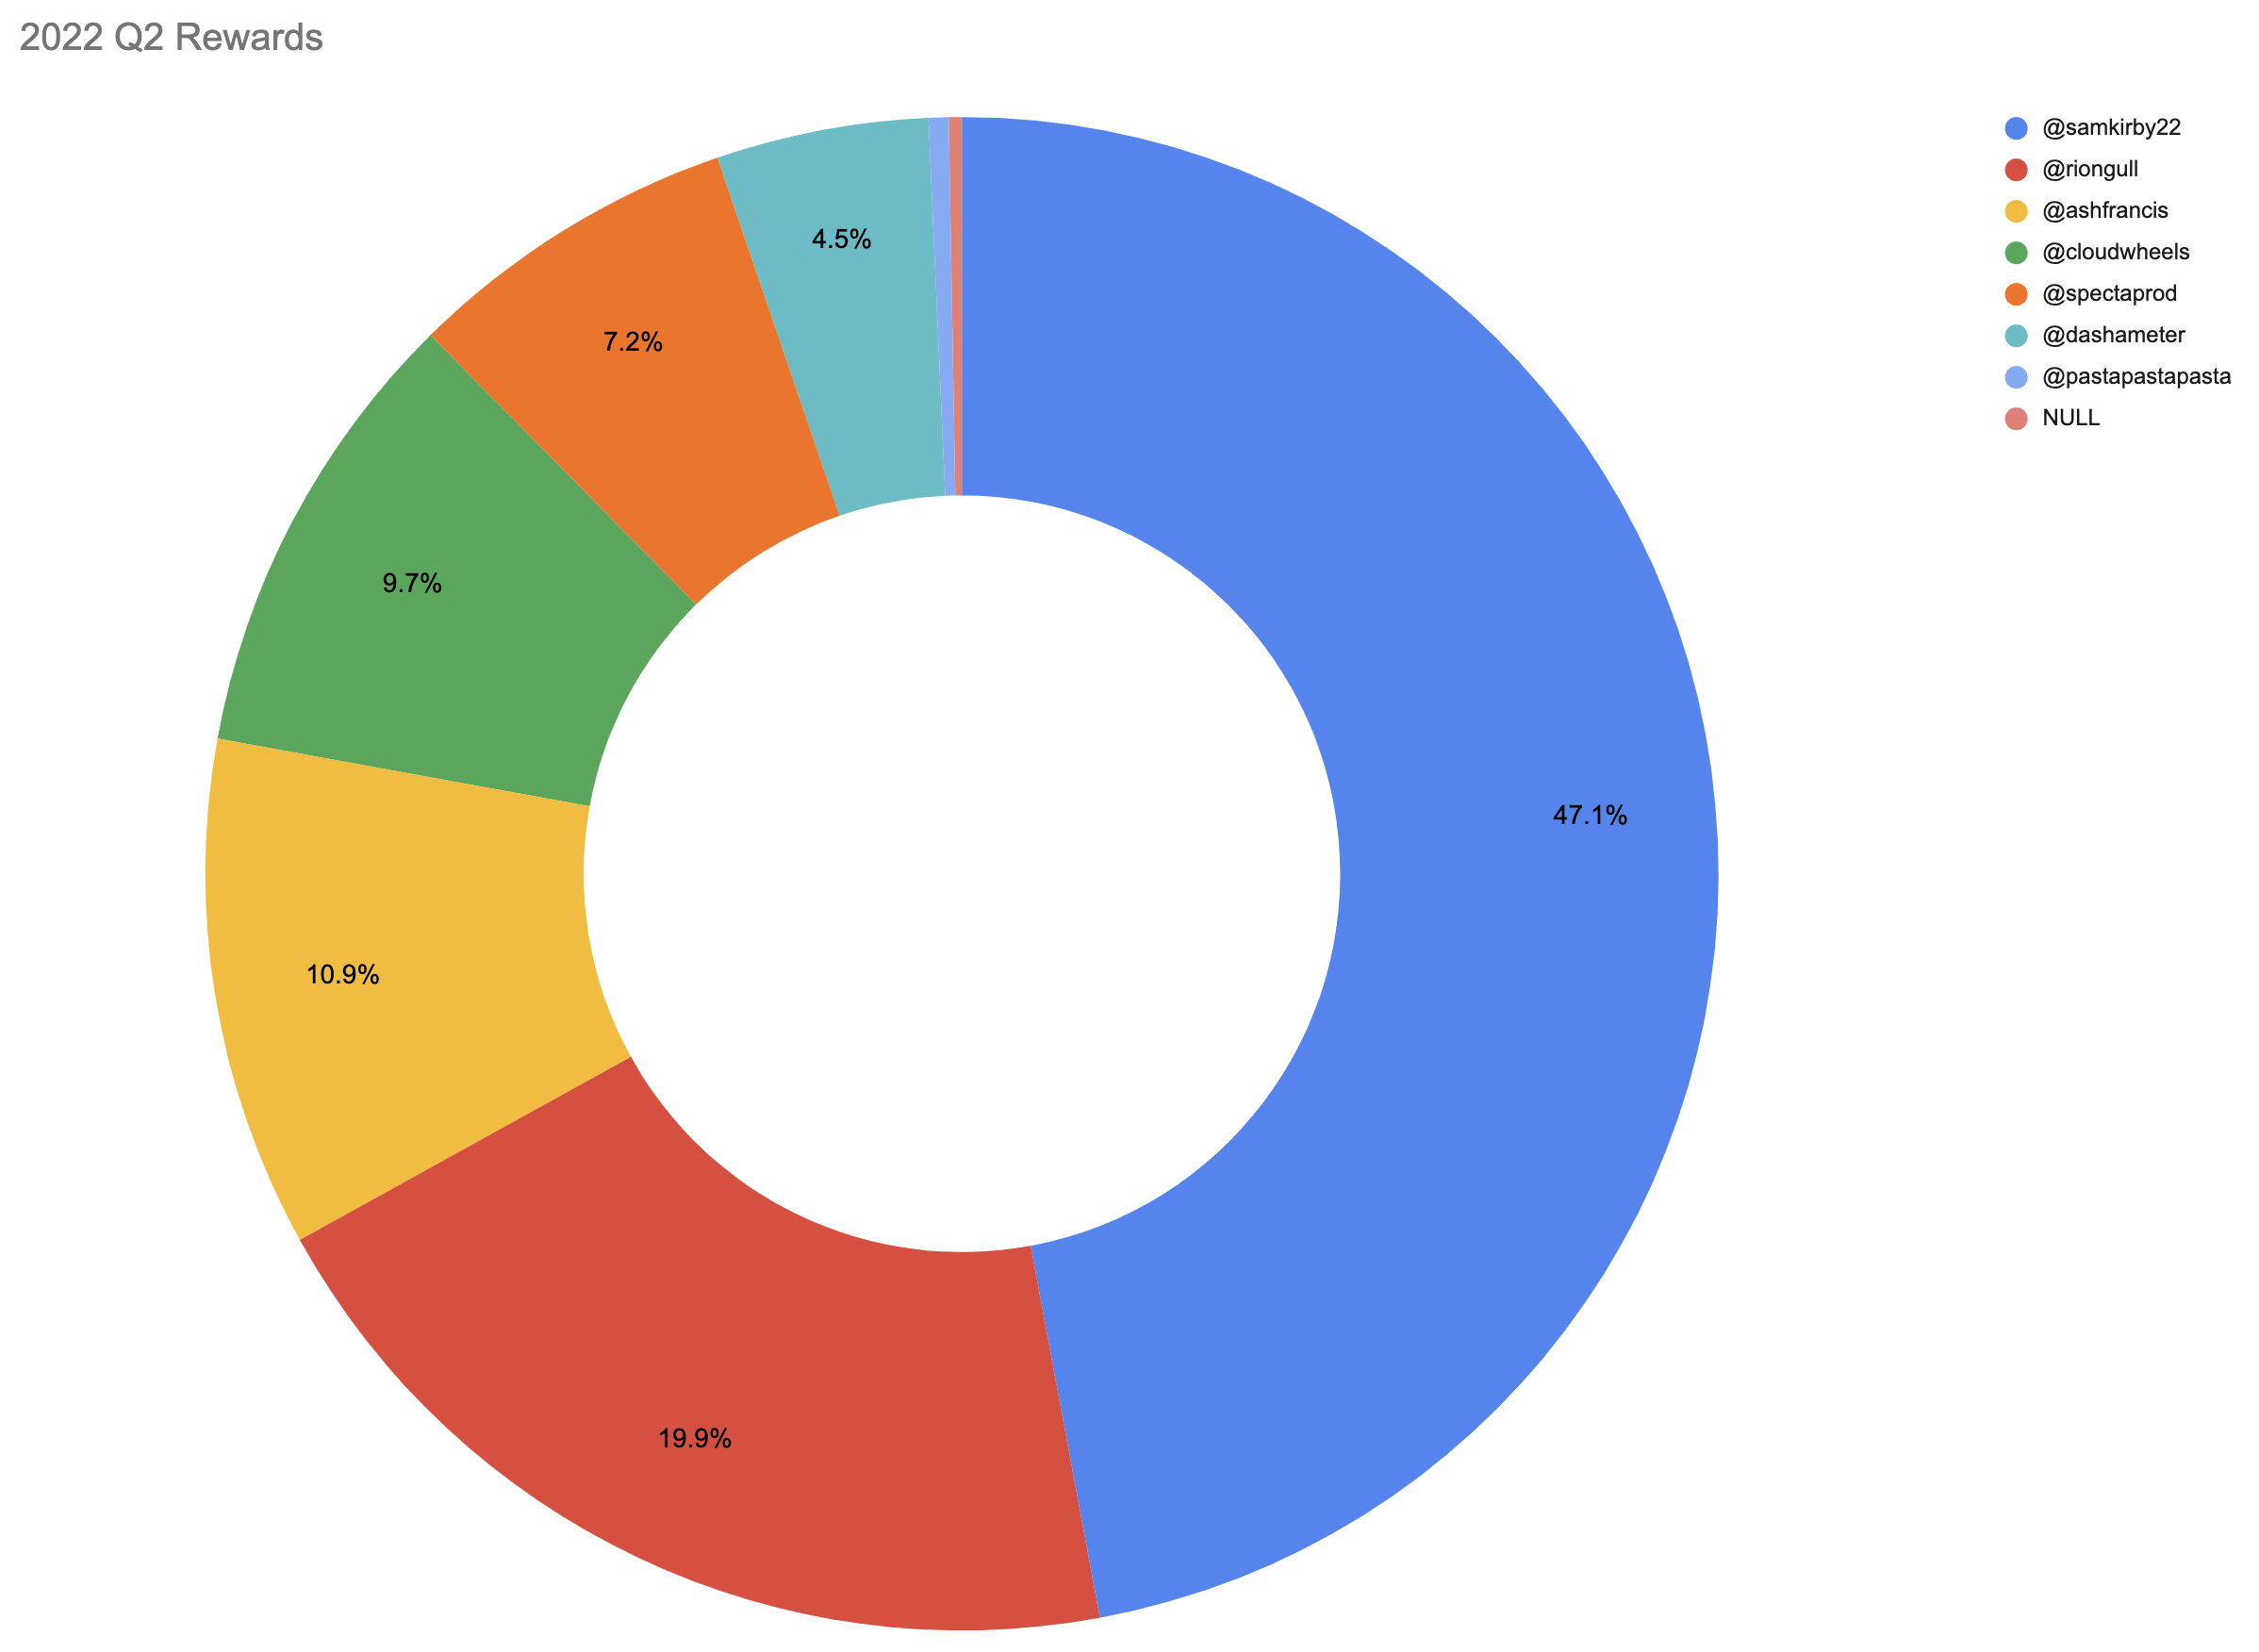 2022 Q2 Rewards
@samkirby22
@riongull
@ashfrancis
@cloudwheels
@spectaprod
@dashameter
@pastapastapasta
NULL
4.5%
7.2%
9.7%
47.1%
10.9%
19.9%